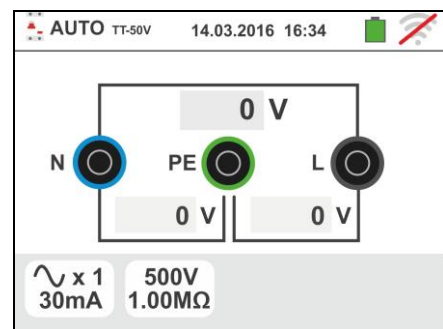 AUTO TT-50V 14.03.2016 16:34
0 V
N PE L
0 V 0 V
x 1 500V
30mA 1.00MΩ